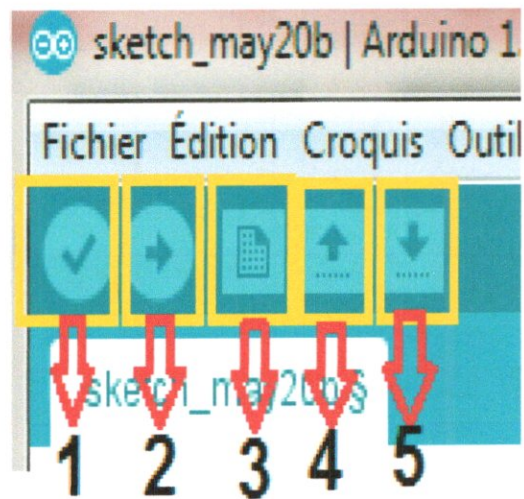 sketch_may20b | Arduino 1.
Fichier Édition Croquis Outil
sketch_may20b §
1 2 3 4 5